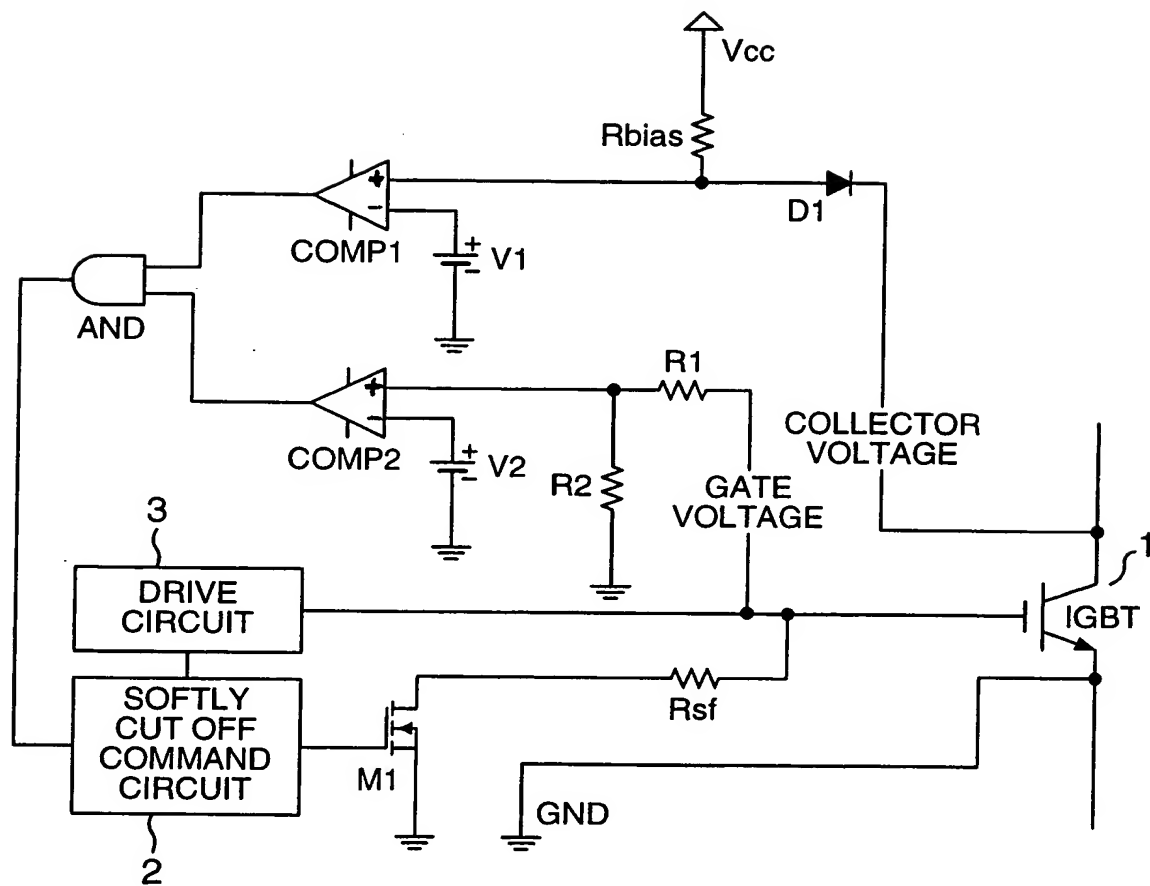 Vcc
Rbias
D1
+
-
COMP1
+
V1
-
AND
R1
+
-
COMP2
+
V2
-
R2
COLLECTOR
VOLTAGE
GATE
VOLTAGE
3
DRIVE
CIRCUIT
1
IGBT
SOFTLY
CUT OFF
COMMAND
CIRCUIT
Rsf
M1
GND
2